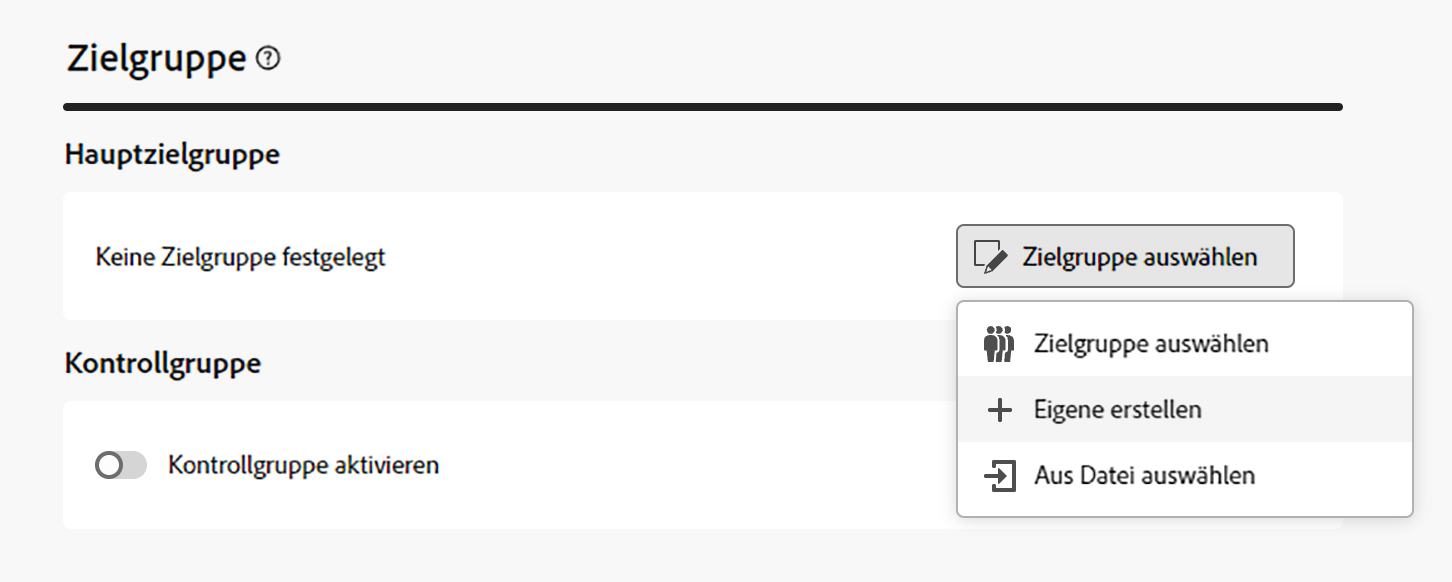 Zielgruppe
Hauptzielgruppe
Keine Zielgruppe festgelegt
Zielgruppe auswählen
Zielgruppe auswählen
Eigene erstellen
Aus Datei auswählen
Kontrollgruppe
Kontrollgruppe aktivieren